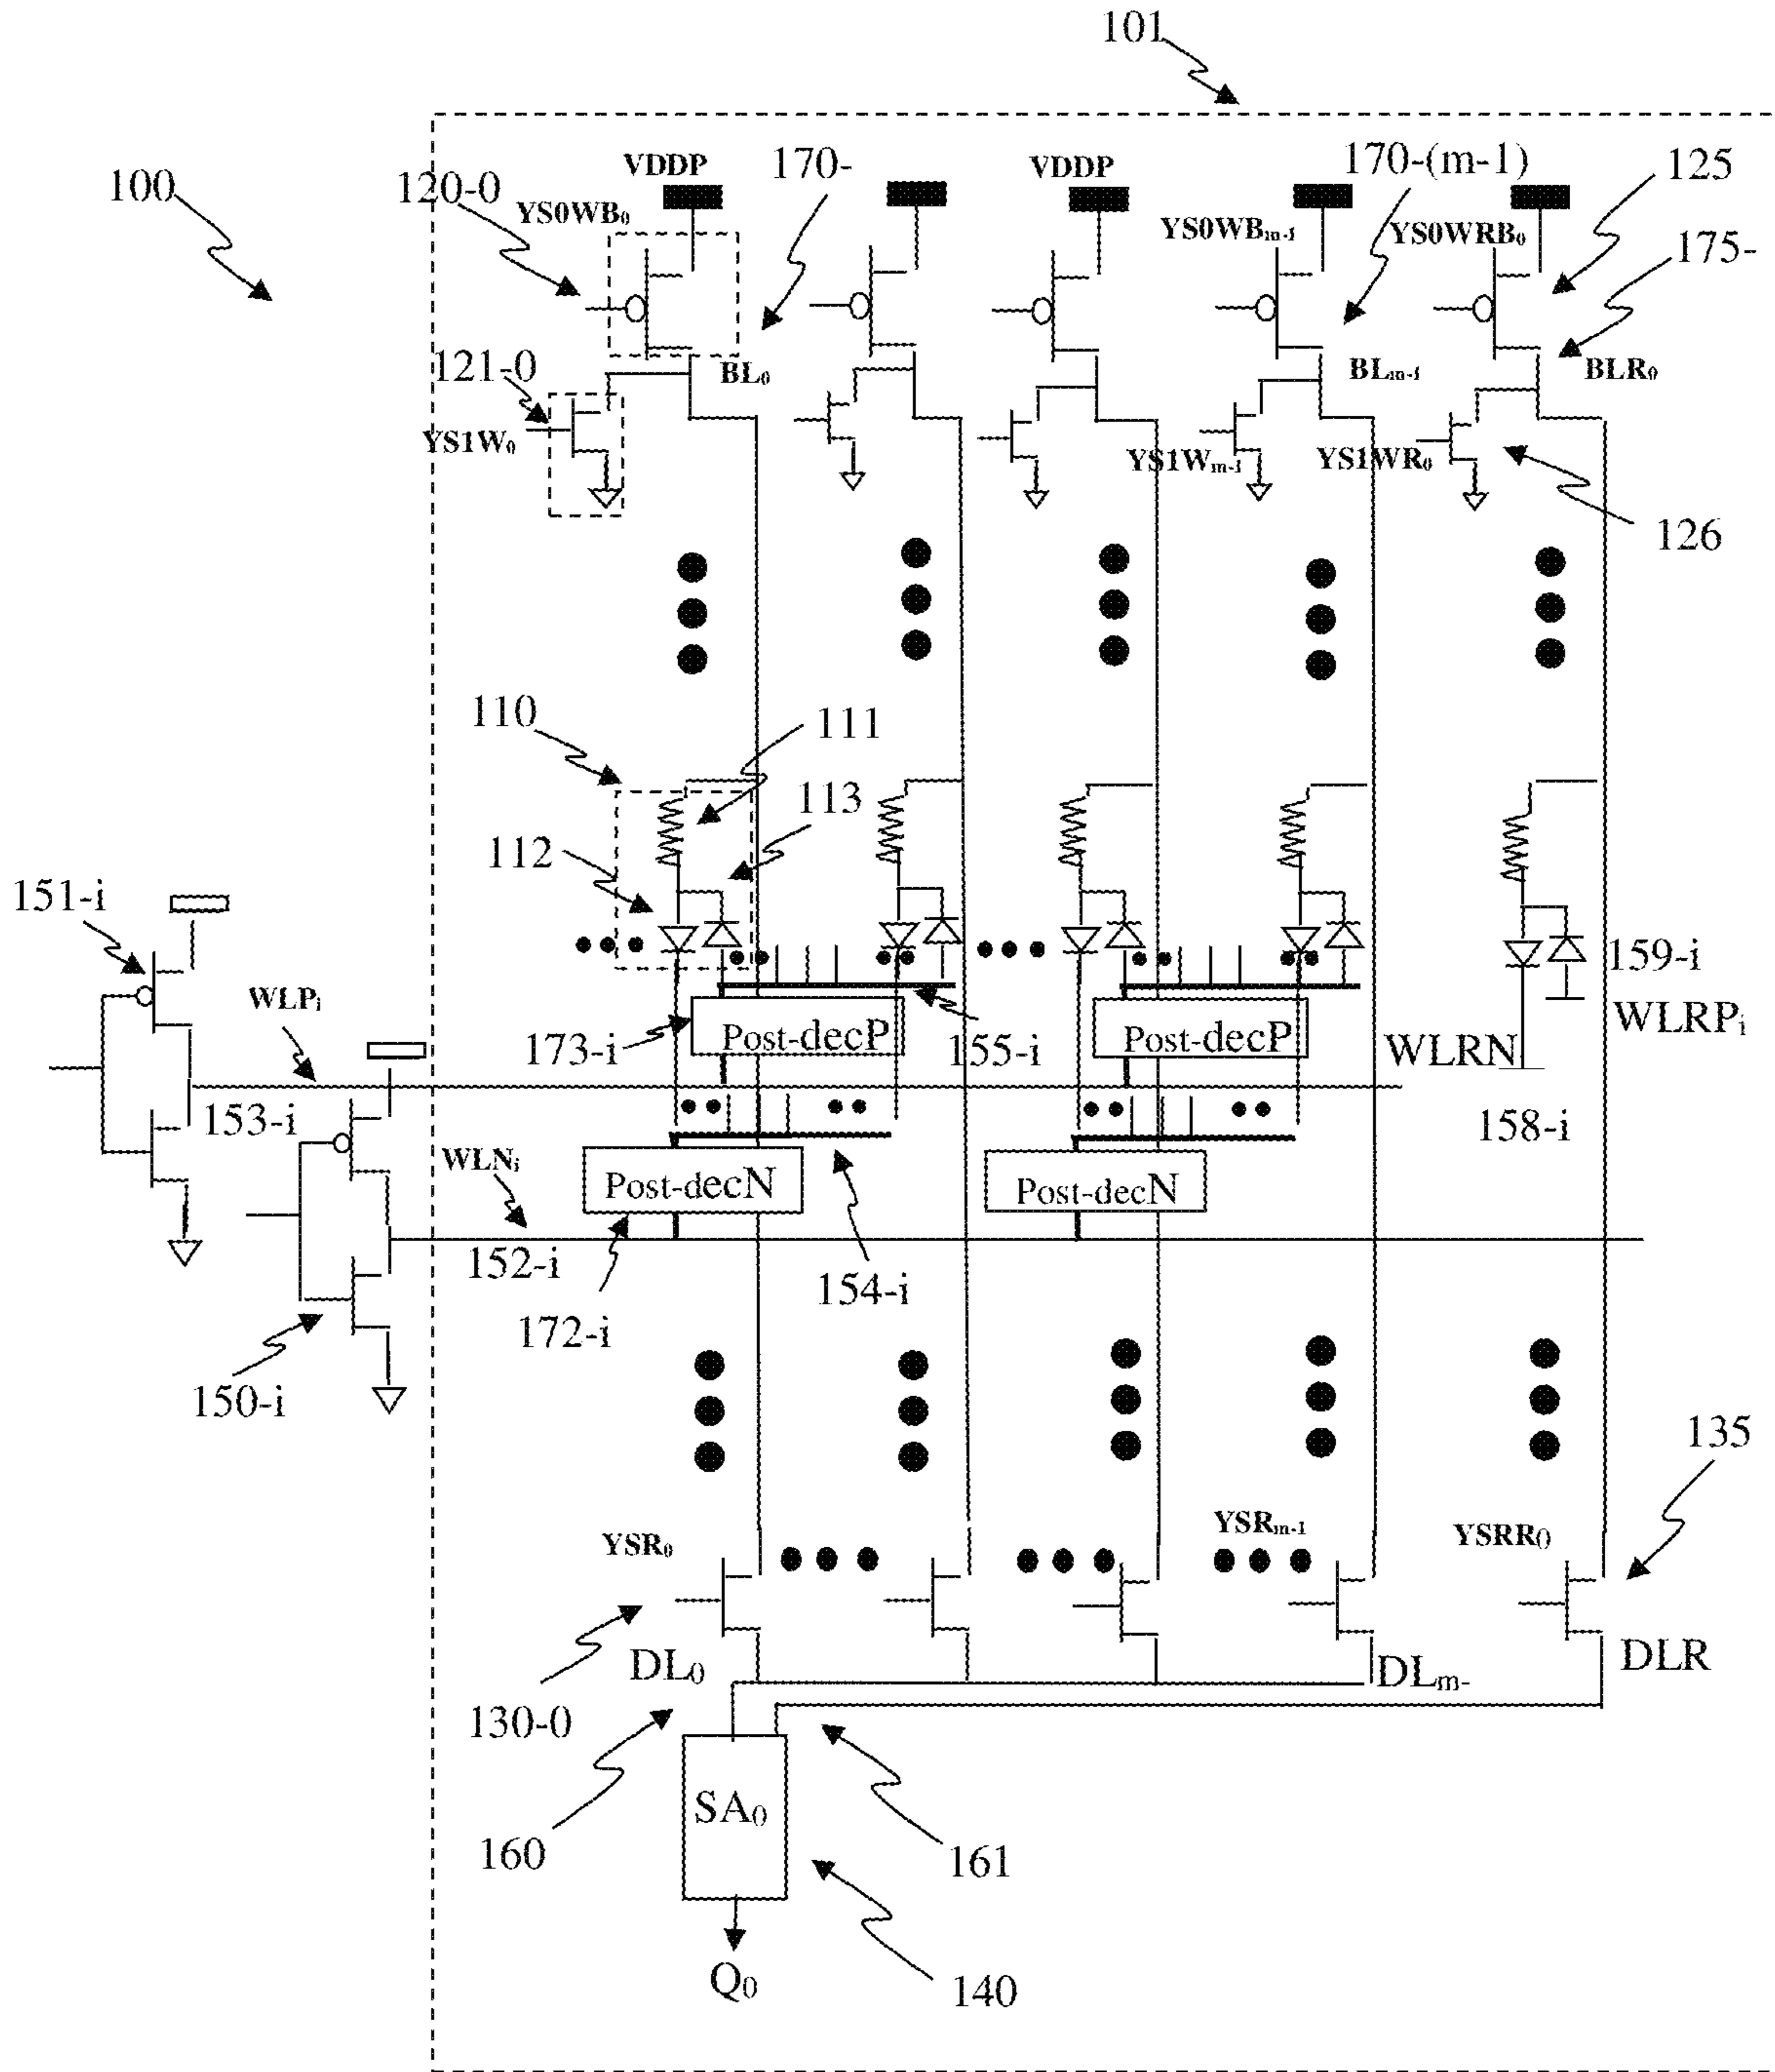 101
100
120-0
VDDP
170-
VDDP
170-(m-1)
125
YS0WB₀
YS0WBₘ₋₁
YS0WRB₀
175-
121-0
BL₀
BLₘ₋₁
BLR₀
YS1W₀
YS1Wₘ₋₁
YS1WR₀
126
110
111
112
113
151-i
159-i
WLPᵢ
173-i
Post-decP
155-i
Post-decP
WLRN
WLRPᵢ
153-i
158-i
WLNᵢ
Post-decN
Post-decN
152-i
172-i
154-i
150-i
135
YSR₀
YSRₘ₋₁
YSRR₀
DL₀
DLₘ₋
DLR
130-0
160
SA₀
161
Q₀
140